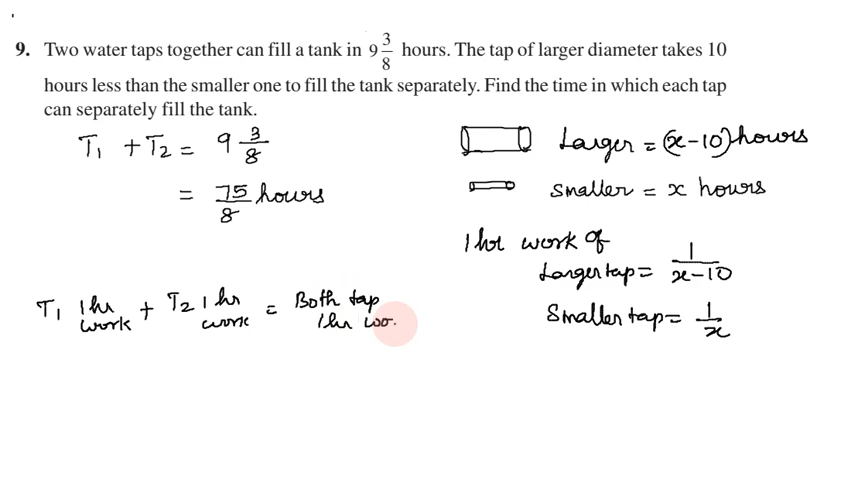 9. Two water taps together can fill a tank in 9 3/8 hours. The tap of larger diameter takes 10
hours less than the smaller one to fill the tank separately. Find the time in which each tap
can separately fill the tank.
T₁ + T₂ = 9 3/8
= 75/8 hours
Larger = (x-10) hours
Smaller = x hours
1 hr work of
Larger tap = 1/(x-10)
Smaller tap = 1/x
T₁ 1 hr work + T₂ 1 hr work = Both tap
1 hr wo.